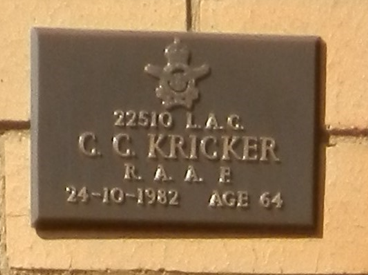 22510 L.A.C.
C. C. KRICKER
R. A. A. F.
24-10-1982 AGE 64